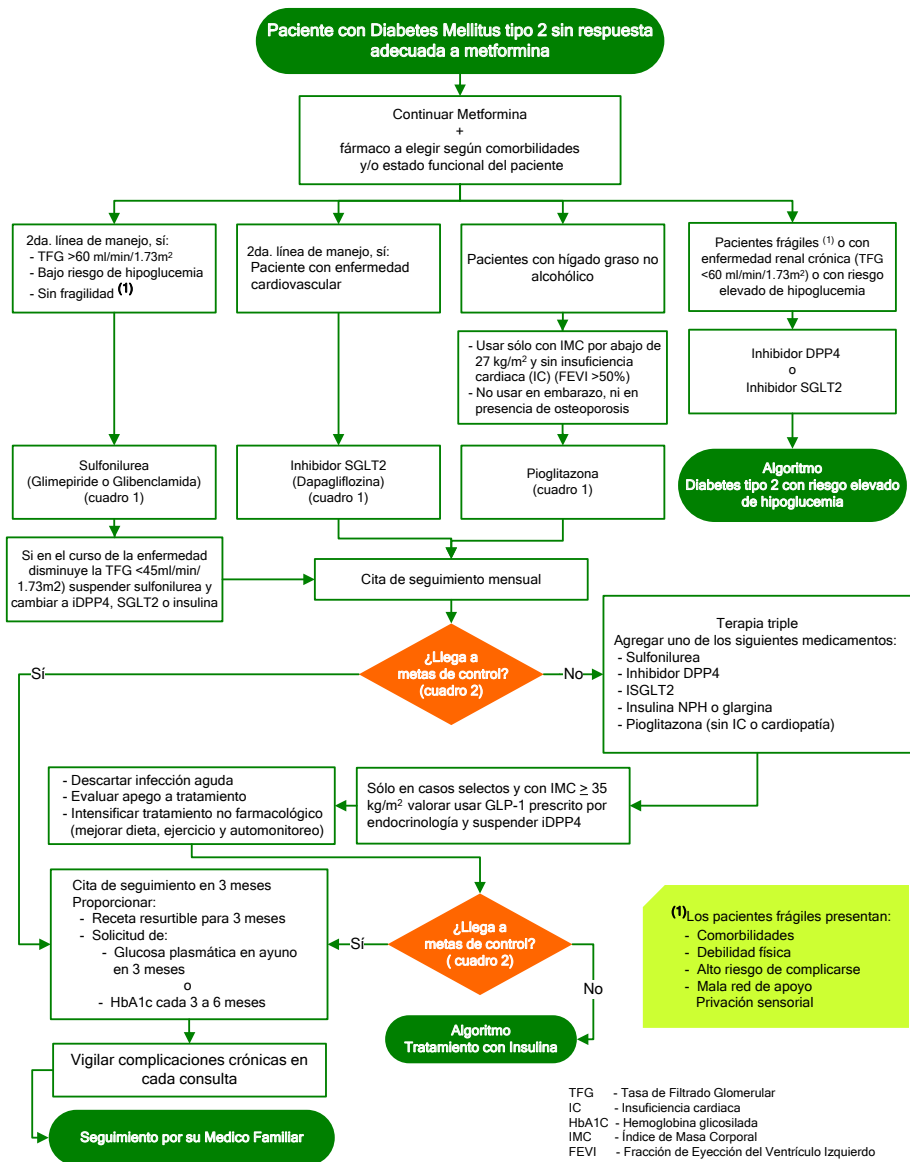 Paciente con Diabetes Mellitus tipo 2 sin respuesta
adecuada a metformina
Continuar Metformina
+
fármaco a elegir según comorbilidades
y/o estado funcional del paciente
2da. línea de manejo, sí:
- TFG >60 ml/min/1.73m²
- Bajo riesgo de hipoglucemia
- Sin fragilidad (1)
2da. línea de manejo, sí:
Paciente con enfermedad
cardiovascular
Pacientes con hígado graso no
alcohólico
Pacientes frágiles (1) o con
enfermedad renal crónica (TFG
<60 ml/min/1.73m²) o con riesgo
elevado de hipoglucemia
- Usar sólo con IMC por abajo de
27 kg/m² y sin insuficiencia
cardiaca (IC) (FEVI >50%)
- No usar en embarazo, ni en
presencia de osteoporosis
Inhibidor DPP4
o
Inhibidor SGLT2
Sulfonilurea
(Glimepiride o Glibenclamida)
(cuadro 1)
Inhibidor SGLT2
(Dapagliflozina)
(cuadro 1)
Pioglitazona
(cuadro 1)
Algoritmo
Diabetes tipo 2 con riesgo elevado
de hipoglucemia
Si en el curso de la enfermedad
disminuye la TFG <45ml/min/
1.73m2) suspender sulfonilurea y
cambiar a iDPP4, SGLT2 o insulina
Cita de seguimiento mensual
¿Llega a
metas de control?
(cuadro 2)
Sí
No
Terapia triple
Agregar uno de los siguientes medicamentos:
- Sulfonilurea
- Inhibidor DPP4
- ISGLT2
- Insulina NPH o glargina
- Pioglitazona (sin IC o cardiopatía)
- Descartar infección aguda
- Evaluar apego a tratamiento
- Intensificar tratamiento no farmacológico
(mejorar dieta, ejercicio y automonitoreo)
Sólo en casos selectos y con IMC ≥ 35
kg/m² valorar usar GLP-1 prescrito por
endocrinología y suspender iDPP4
Cita de seguimiento en 3 meses
Proporcionar:
- Receta resurtible para 3 meses
- Solicitud de:
- Glucosa plasmática en ayuno
en 3 meses
o
- HbA1c cada 3 a 6 meses
Sí
¿Llega a
metas de control?
( cuadro 2)
No
(1)Los pacientes frágiles presentan:
- Comorbilidades
- Debilidad física
- Alto riesgo de complicarse
- Mala red de apoyo
Privación sensorial
Algoritmo
Tratamiento con Insulina
Vigilar complicaciones crónicas en
cada consulta
Seguimiento por su Medico Familiar
TFG - Tasa de Filtrado Glomerular
IC - Insuficiencia cardiaca
HbA1C - Hemoglobina glicosilada
IMC - Índice de Masa Corporal
FEVI - Fracción de Eyección del Ventrículo Izquierdo